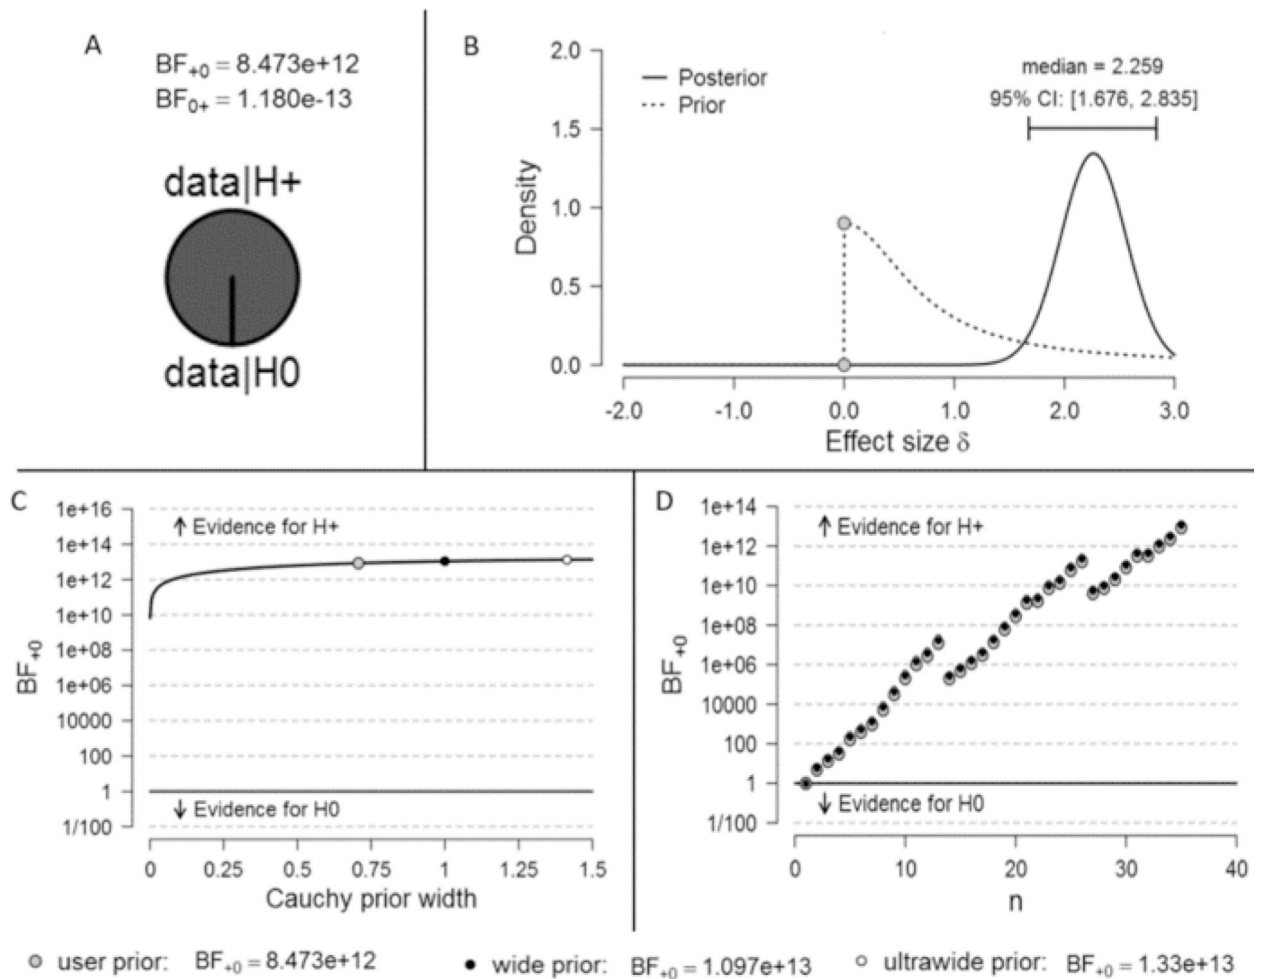 A
BF+0 = 8.473e+12
BF0+ = 1.180e-13
data|H+
data|H0
B
2.0
1.5
1.0
0.5
0.0
Density
Posterior
Prior
median = 2.259
95% CI: [1.676, 2.835]
-2.0 -1.0 0.0 1.0 2.0 3.0
Effect size δ
C
1e+16
1e+14
1e+12
1e+10
1e+08
1e+06
10000
100
1
1/100
BF+0
↑ Evidence for H+
↓ Evidence for H0
0 0.25 0.5 0.75 1 1.25 1.5
Cauchy prior width
D
1e+14
1e+12
1e+10
1e+08
1e+06
10000
100
1
1/100
BF+0
↑ Evidence for H+
↓ Evidence for H0
0 10 20 30 40
n
user prior: BF+0 = 8.473e+12 wide prior: BF+0 = 1.097e+13 ultrawide prior: BF+0 = 1.33e+13